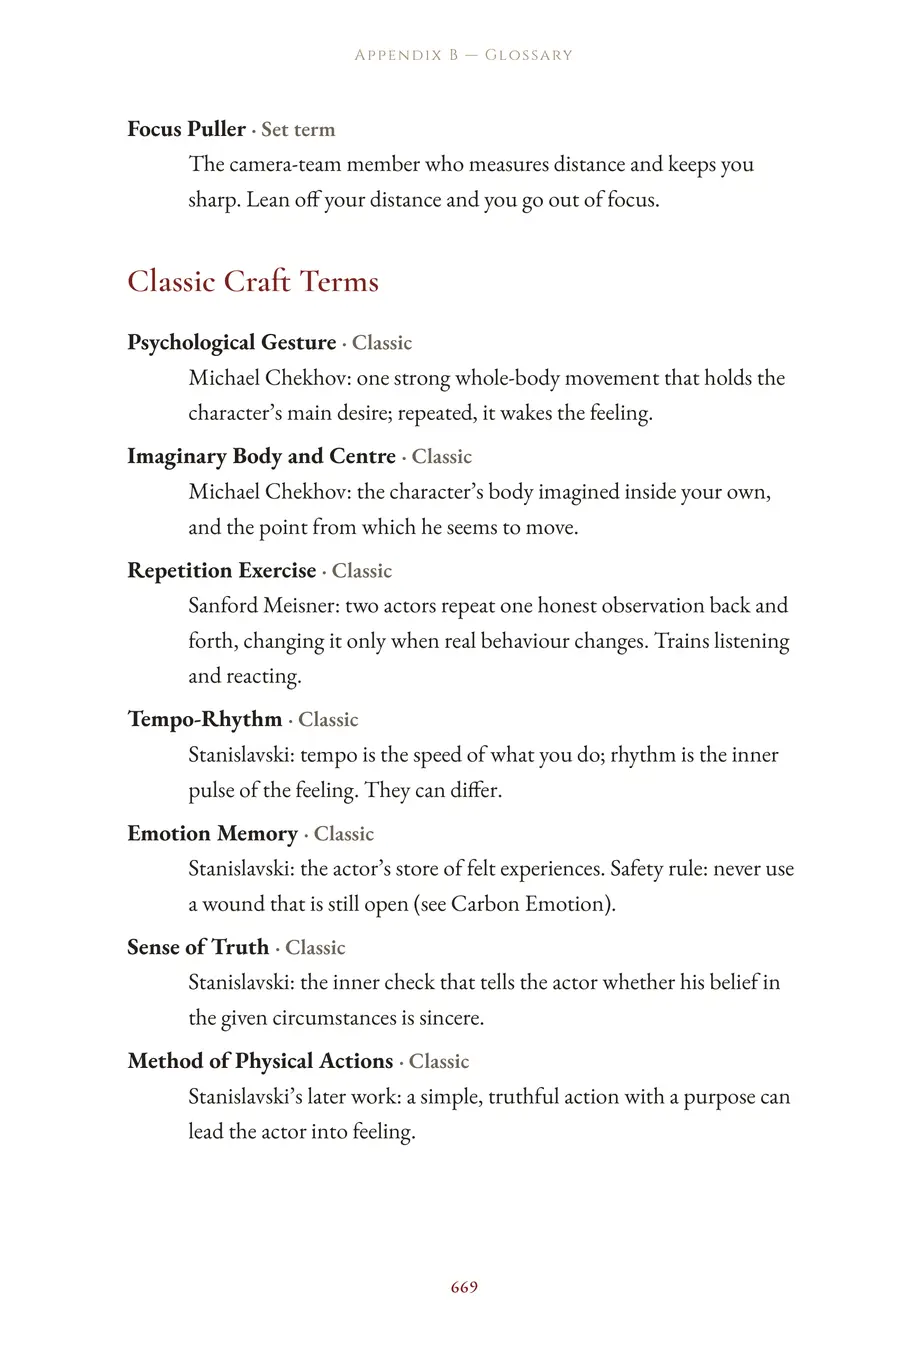 Appendix B — Glossary
Focus Puller · Set term
The camera-team member who measures distance and keeps you
sharp. Lean off your distance and you go out of focus.
Classic Craft Terms
Psychological Gesture · Classic
Michael Chekhov: one strong whole-body movement that holds the
character’s main desire; repeated, it wakes the feeling.
Imaginary Body and Centre · Classic
Michael Chekhov: the character’s body imagined inside your own,
and the point from which he seems to move.
Repetition Exercise · Classic
Sanford Meisner: two actors repeat one honest observation back and
forth, changing it only when real behaviour changes. Trains listening
and reacting.
Tempo-Rhythm · Classic
Stanislavski: tempo is the speed of what you do; rhythm is the inner
pulse of the feeling. They can differ.
Emotion Memory · Classic
Stanislavski: the actor’s store of felt experiences. Safety rule: never use
a wound that is still open (see Carbon Emotion).
Sense of Truth · Classic
Stanislavski: the inner check that tells the actor whether his belief in
the given circumstances is sincere.
Method of Physical Actions · Classic
Stanislavski’s later work: a simple, truthful action with a purpose can
lead the actor into feeling.
669